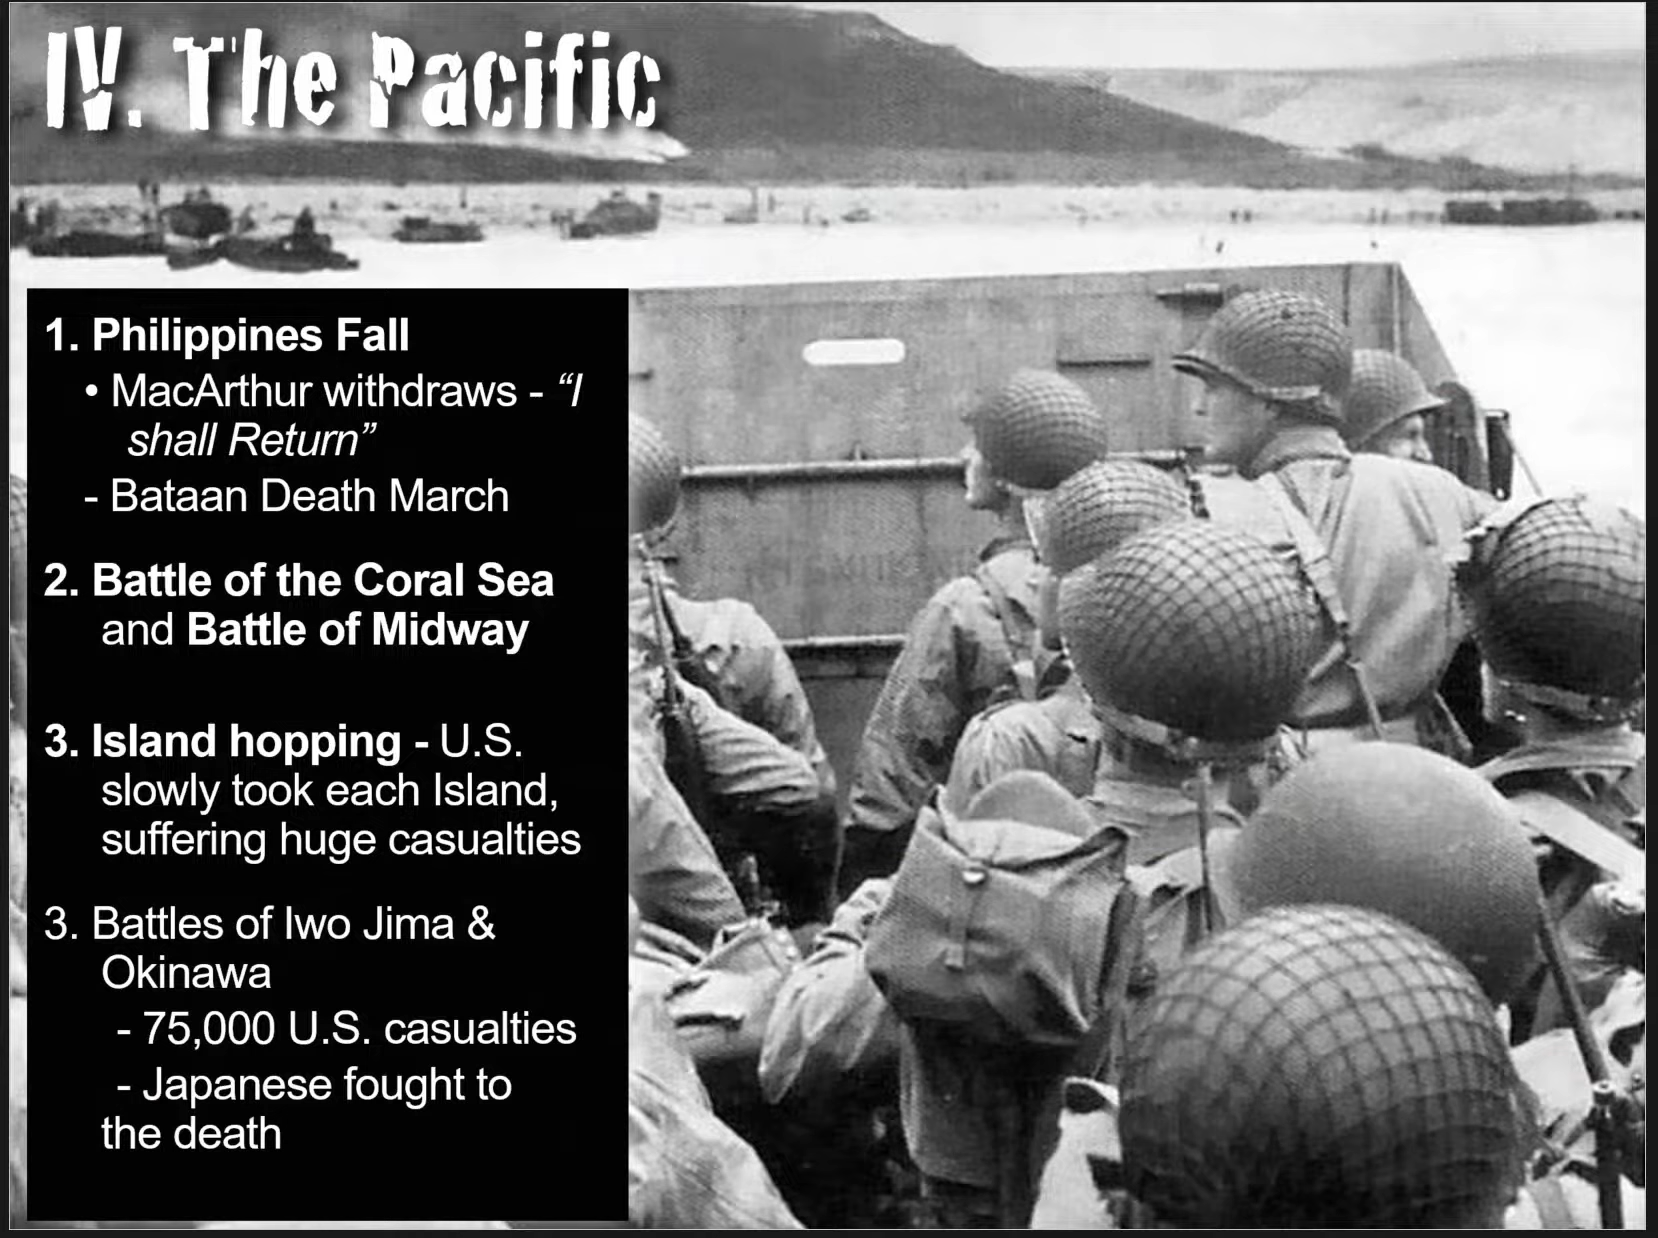 IV. The Pacific
1. Philippines Fall
• MacArthur withdraws - “I
shall Return”
- Bataan Death March
2. Battle of the Coral Sea
and Battle of Midway
3. Island hopping - U.S.
slowly took each Island,
suffering huge casualties
3. Battles of Iwo Jima &
Okinawa
- 75,000 U.S. casualties
- Japanese fought to
the death